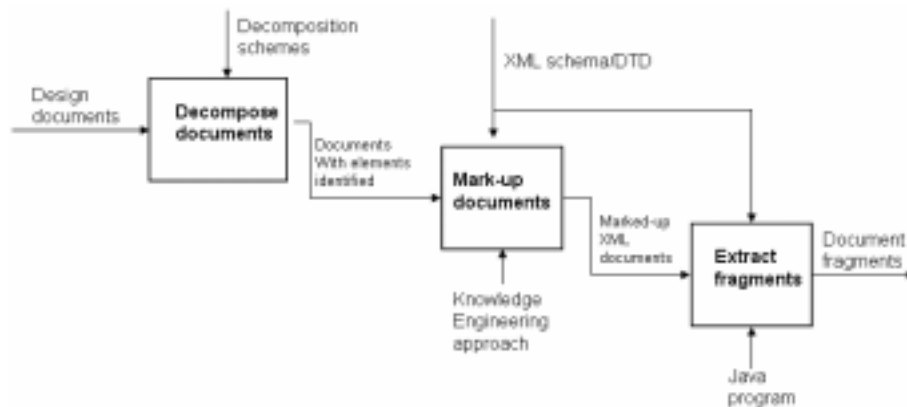 Decomposition
schemes
XML schema/DTD
Design
documents
Decompose
documents
Documents
With elements
identified
Mark-up
documents
Marked-up
XML
documents
Extract
fragments
Document
fragments
Knowledge
Engineering
approach
Java
program